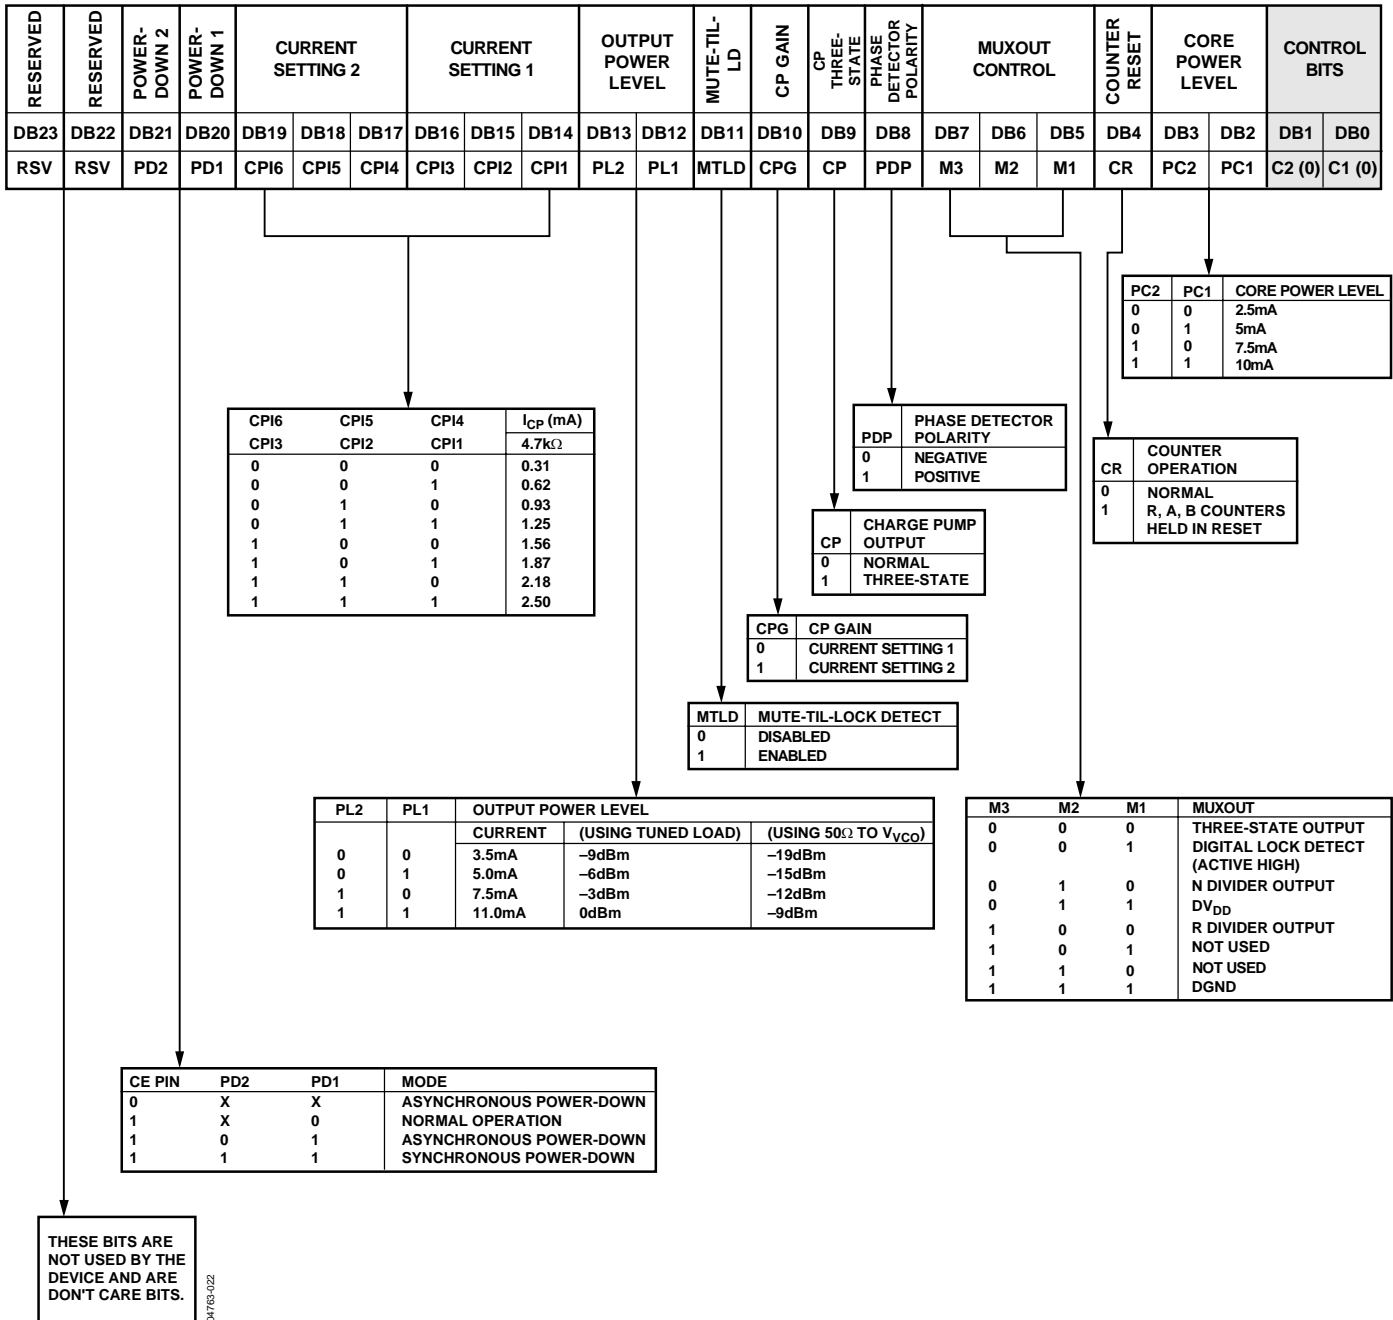 RESERVED
RESERVED
POWER-
DOWN 2
POWER-
DOWN 1
CURRENT
SETTING 2
CURRENT
SETTING 1
OUTPUT
POWER
LEVEL
MUTE-TIL-
LD
CP GAIN
CP
THREE-
STATE
PHASE
DETECTOR
POLARITY
MUXOUT
CONTROL
COUNTER
RESET
CORE
POWER
LEVEL
CONTROL
BITS
DB23 DB22 DB21 DB20 DB19 DB18 DB17 DB16 DB15 DB14 DB13 DB12 DB11 DB10 DB9 DB8 DB7 DB6 DB5 DB4 DB3 DB2 DB1 DB0
RSV RSV PD2 PD1 CPI6 CPI5 CPI4 CPI3 CPI2 CPI1 PL2 PL1 MTLD CPG CP PDP M3 M2 M1 CR PC2 PC1 C2 (0) C1 (0)
PC2 PC1 CORE POWER LEVEL
0 0 2.5mA
0 1 5mA
1 0 7.5mA
1 1 10mA
CPI6 CPI5 CPI4 ICP (mA)
CPI3 CPI2 CPI1 4.7kΩ
0 0 0 0.31
0 0 1 0.62
0 1 0 0.93
0 1 1 1.25
1 0 0 1.56
1 0 1 1.87
1 1 0 2.18
1 1 1 2.50
PHASE DETECTOR
PDP POLARITY
0 NEGATIVE
1 POSITIVE
COUNTER
CR OPERATION
0 NORMAL
1 R, A, B COUNTERS
HELD IN RESET
CHARGE PUMP
CP OUTPUT
0 NORMAL
1 THREE-STATE
CPG CP GAIN
0 CURRENT SETTING 1
1 CURRENT SETTING 2
MTLD MUTE-TIL-LOCK DETECT
0 DISABLED
1 ENABLED
PL2 PL1 OUTPUT POWER LEVEL
CURRENT (USING TUNED LOAD) (USING 50Ω TO VVCO)
0 0 3.5mA –9dBm –19dBm
0 1 5.0mA –6dBm –15dBm
1 0 7.5mA –3dBm –12dBm
1 1 11.0mA 0dBm –9dBm
M3 M2 M1 MUXOUT
0 0 0 THREE-STATE OUTPUT
0 0 1 DIGITAL LOCK DETECT
(ACTIVE HIGH)
0 1 0 N DIVIDER OUTPUT
0 1 1 DVDD
1 0 0 R DIVIDER OUTPUT
1 0 1 NOT USED
1 1 0 NOT USED
1 1 1 DGND
CE PIN PD2 PD1 MODE
0 X X ASYNCHRONOUS POWER-DOWN
1 X 0 NORMAL OPERATION
1 0 1 ASYNCHRONOUS POWER-DOWN
1 1 1 SYNCHRONOUS POWER-DOWN
THESE BITS ARE
NOT USED BY THE
DEVICE AND ARE
DON'T CARE BITS.
04763-022